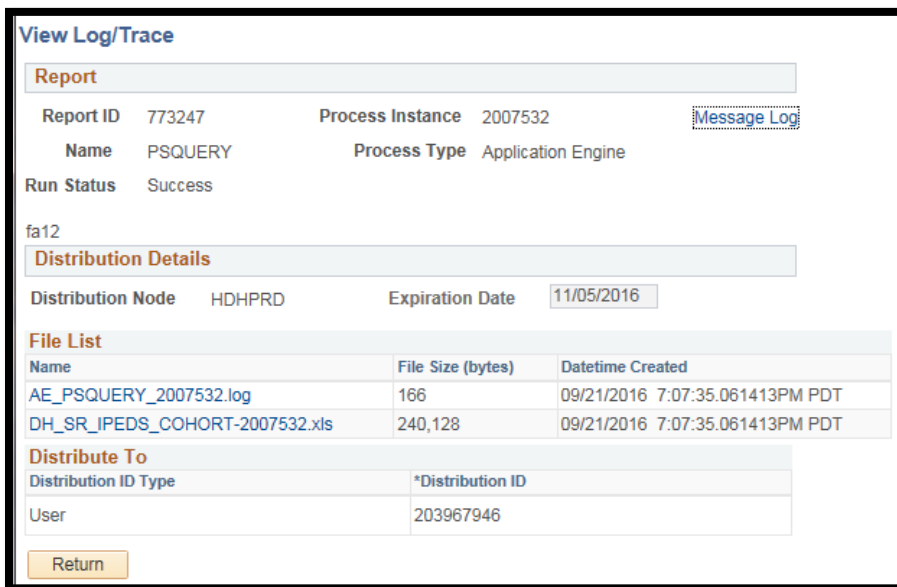 View Log/Trace
Report
Report ID 773247 Process Instance 2007532 Message Log
Name PSQUERY Process Type Application Engine
Run Status Success
fa12
Distribution Details
Distribution Node HDHPRD Expiration Date 11/05/2016
File List
Name File Size (bytes) Datetime Created
AE_PSQUERY_2007532.log 166 09/21/2016 7:07:35.061413PM PDT
DH_SR_IPEDS_COHORT-2007532.xls 240,128 09/21/2016 7:07:35.061413PM PDT
Distribute To
Distribution ID Type *Distribution ID
User 203967946
Return